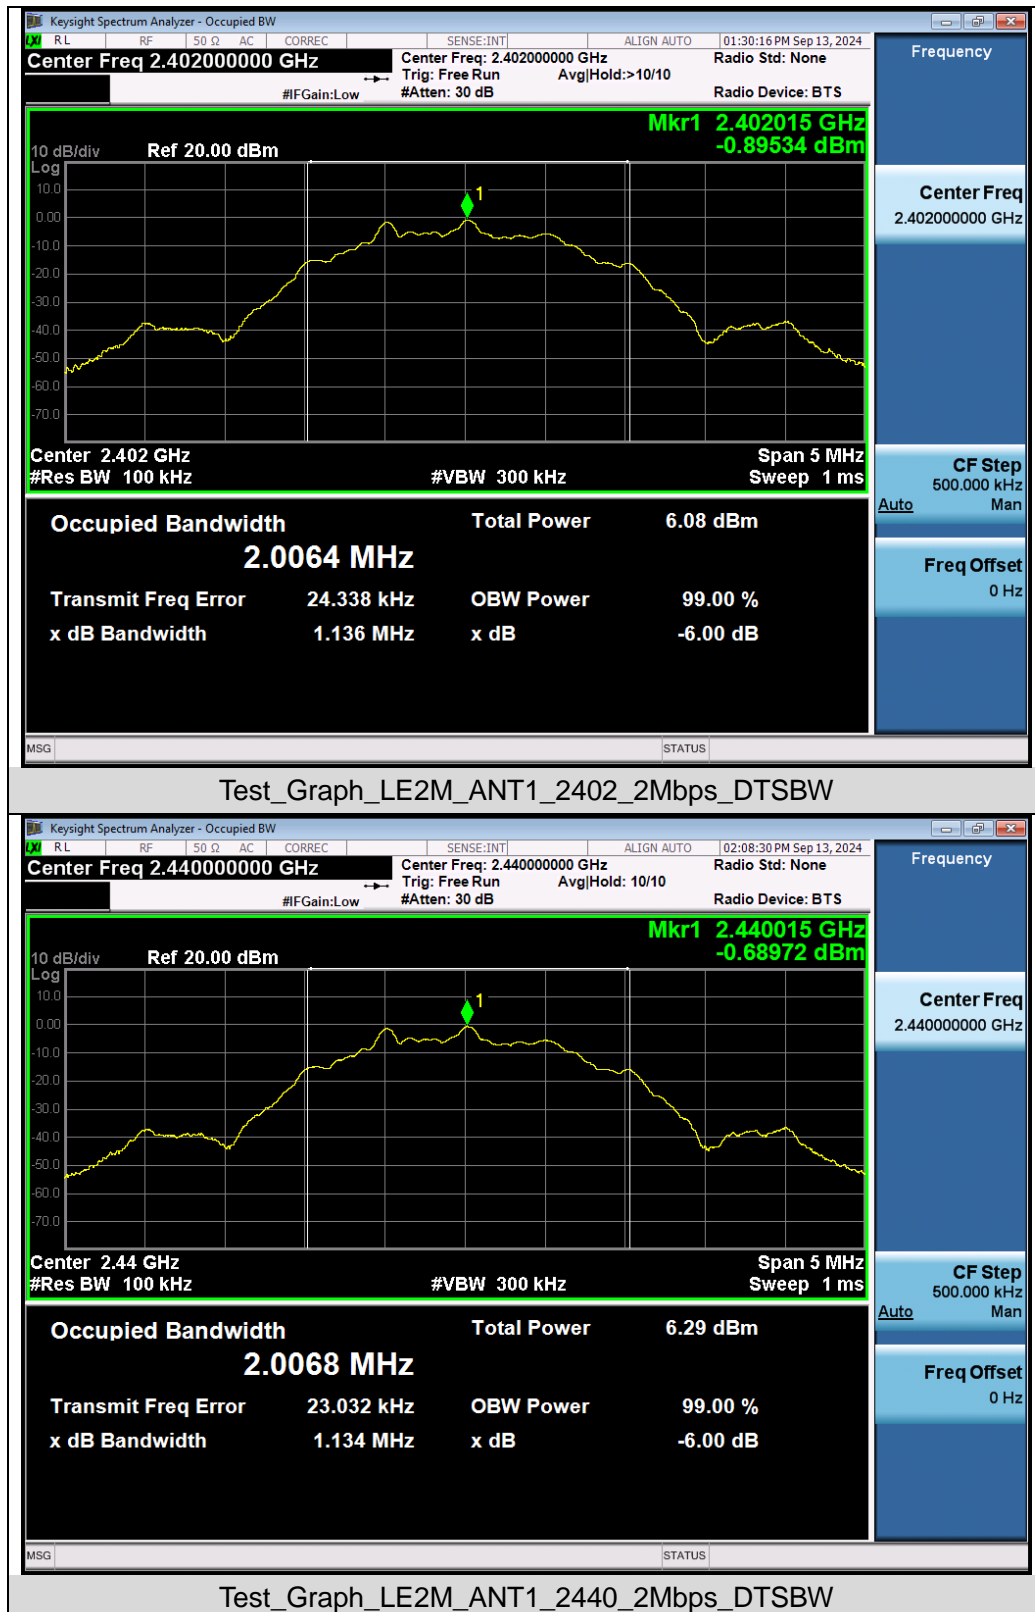 Keysight Spectrum Analyzer - Occupied BW
LXI RL RF 50 Ω AC CORREC SENSE:INT ALIGN AUTO 01:30:16 PM Sep 13, 2024
Center Freq 2.402000000 GHz Center Freq: 2.402000000 GHz Radio Std: None
Trig: Free Run Avg|Hold:>10/10
#IFGain:Low #Atten: 30 dB Radio Device: BTS
Mkr1 2.402015 GHz
-0.89534 dBm
10 dB/div Ref 20.00 dBm
Log
10.0
0.00
-10.0
-20.0
-30.0
-40.0
-50.0
-60.0
-70.0
1
Center 2.402 GHz Span 5 MHz
#Res BW 100 kHz #VBW 300 kHz Sweep 1 ms
Occupied Bandwidth Total Power 6.08 dBm
2.0064 MHz
Transmit Freq Error 24.338 kHz OBW Power 99.00 %
x dB Bandwidth 1.136 MHz x dB -6.00 dB
MSG STATUS
Frequency
Center Freq
2.402000000 GHz
CF Step
500.000 kHz
Auto Man
Freq Offset
0 Hz
Test_Graph_LE2M_ANT1_2402_2Mbps_DTSBW
Keysight Spectrum Analyzer - Occupied BW
LXI RL RF 50 Ω AC CORREC SENSE:INT ALIGN AUTO 02:08:30 PM Sep 13, 2024
Center Freq 2.440000000 GHz Center Freq: 2.440000000 GHz Radio Std: None
Trig: Free Run Avg|Hold: 10/10
#IFGain:Low #Atten: 30 dB Radio Device: BTS
Mkr1 2.440015 GHz
-0.68972 dBm
10 dB/div Ref 20.00 dBm
Log
10.0
0.00
-10.0
-20.0
-30.0
-40.0
-50.0
-60.0
-70.0
1
Center 2.44 GHz Span 5 MHz
#Res BW 100 kHz #VBW 300 kHz Sweep 1 ms
Occupied Bandwidth Total Power 6.29 dBm
2.0068 MHz
Transmit Freq Error 23.032 kHz OBW Power 99.00 %
x dB Bandwidth 1.134 MHz x dB -6.00 dB
MSG STATUS
Frequency
Center Freq
2.440000000 GHz
CF Step
500.000 kHz
Auto Man
Freq Offset
0 Hz
Test_Graph_LE2M_ANT1_2440_2Mbps_DTSBW